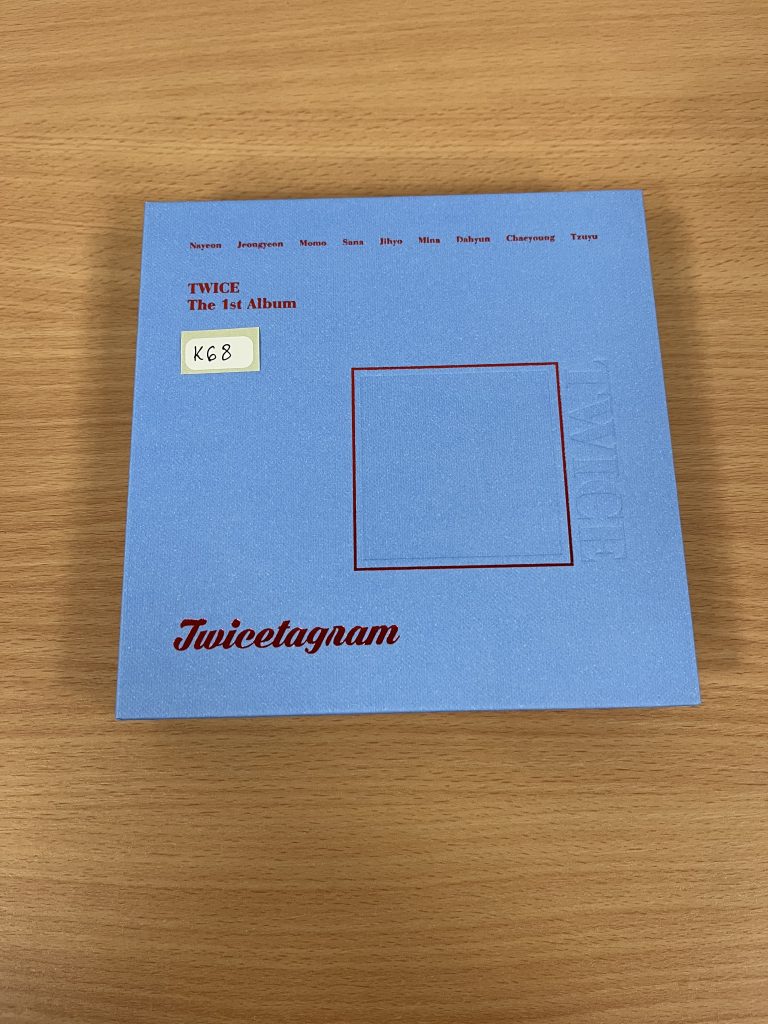 Nayeon Jeongyeon Momo Sana Jihyo Mina Dahyun Chaeyoung Tzuyu
TWICE
The 1st Album
K68
TWICE
Twicetagram